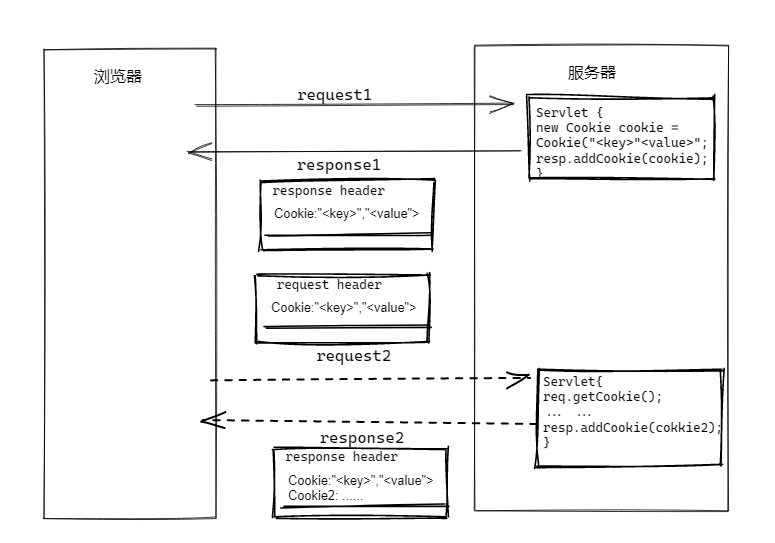 浏览器
服务器
request1
Servlet {
new Cookie cookie =
Cookie("<key>"<value>";
resp.addCookie(cookie);
}
response1
response header
Cookie:"<key>","<value">
request header
Cookie:"<key>","<value">
request2
Servlet{
req.getCookie();
... ...
resp.addCookie(cokkie2);
}
response2
response header
Cookie:"<key>","<value">
Cookie2: ......